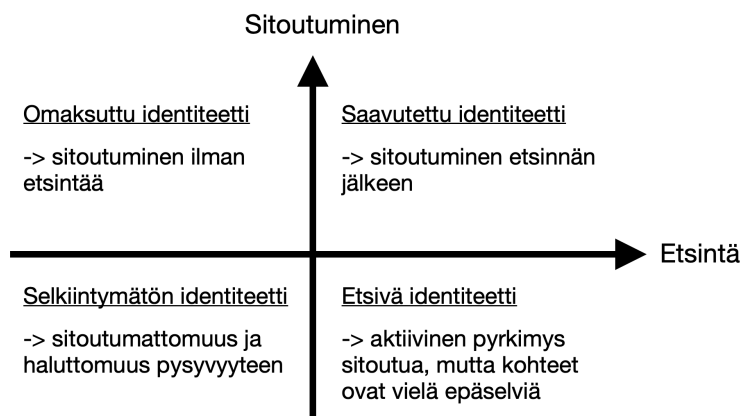 Sitoutuminen
Omaksuttu identiteetti
-> sitoutuminen ilman
etsintää
Saavutettu identiteetti
-> sitoutuminen etsinnän
jälkeen
Etsintä
Selkiintymätön identiteetti
-> sitoutumattomuus ja
haluttomuus pysyvyyteen
Etsivä identiteetti
-> aktiivinen pyrkimys
sitoutua, mutta kohteet
ovat vielä epäselviä